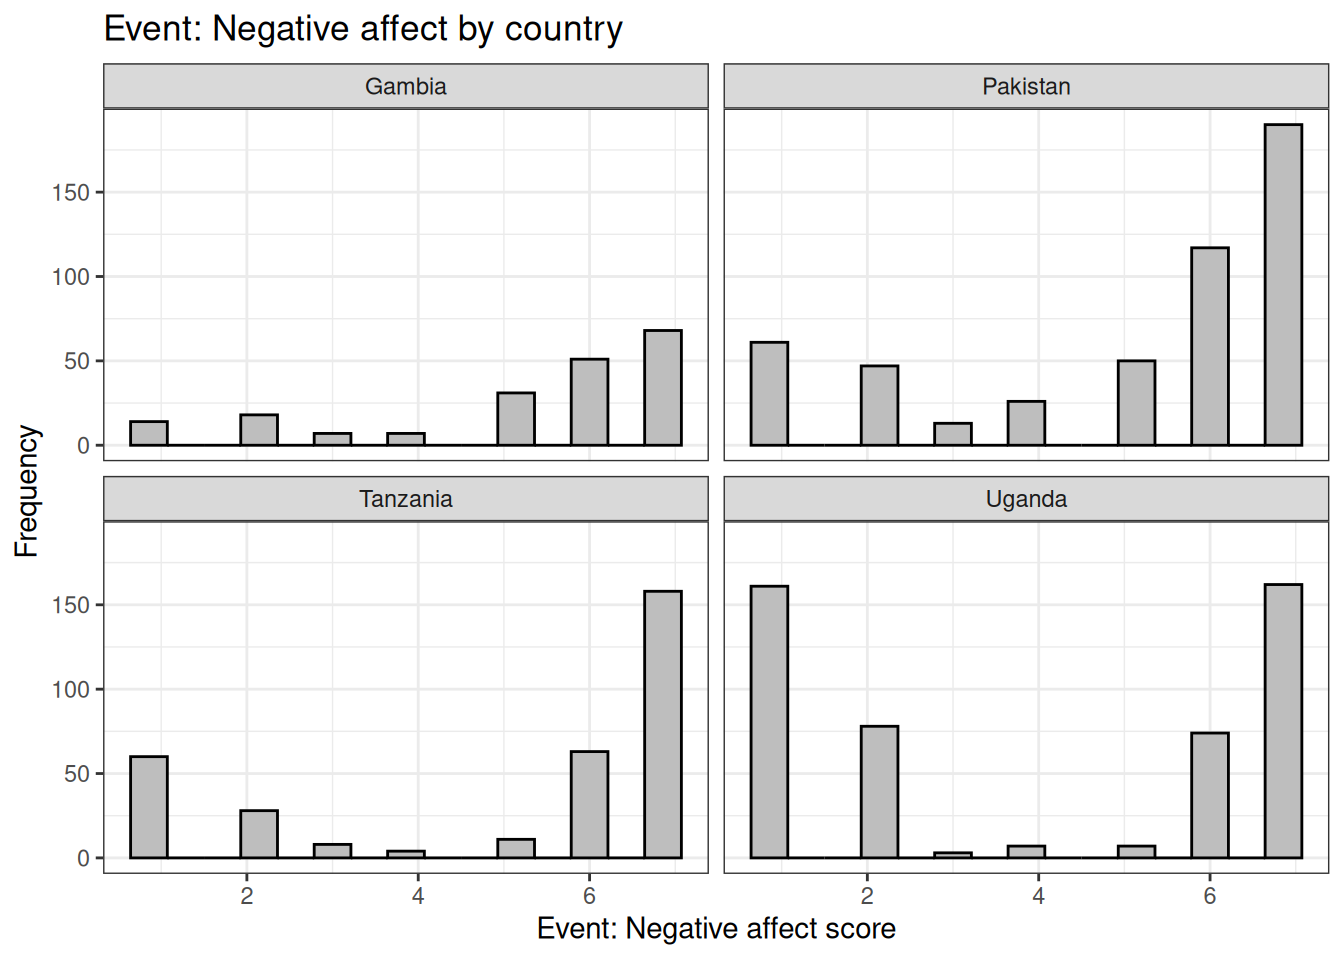 Event: Negative affect by country
Gambia
Pakistan
150
100
50
0
Tanzania
Uganda
150
100
50
0
2
4
6
2
4
6
Event: Negative affect score
Frequency